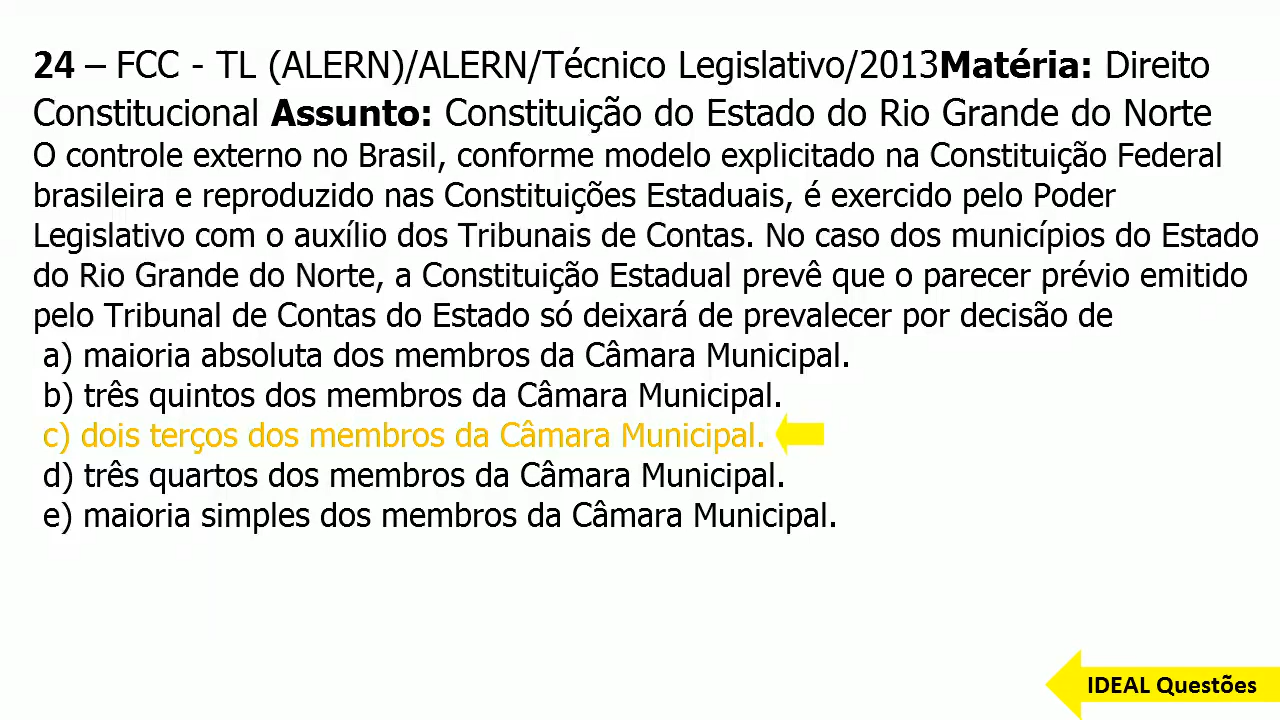 24 – FCC - TL (ALERN)/ALERN/Técnico Legislativo/2013Matéria: Direito
Constitucional Assunto: Constituição do Estado do Rio Grande do Norte
O controle externo no Brasil, conforme modelo explicitado na Constituição Federal
brasileira e reproduzido nas Constituições Estaduais, é exercido pelo Poder
Legislativo com o auxílio dos Tribunais de Contas. No caso dos municípios do Estado
do Rio Grande do Norte, a Constituição Estadual prevê que o parecer prévio emitido
pelo Tribunal de Contas do Estado só deixará de prevalecer por decisão de
a) maioria absoluta dos membros da Câmara Municipal.
b) três quintos dos membros da Câmara Municipal.
c) dois terços dos membros da Câmara Municipal.
d) três quartos dos membros da Câmara Municipal.
e) maioria simples dos membros da Câmara Municipal.
IDEAL Questões